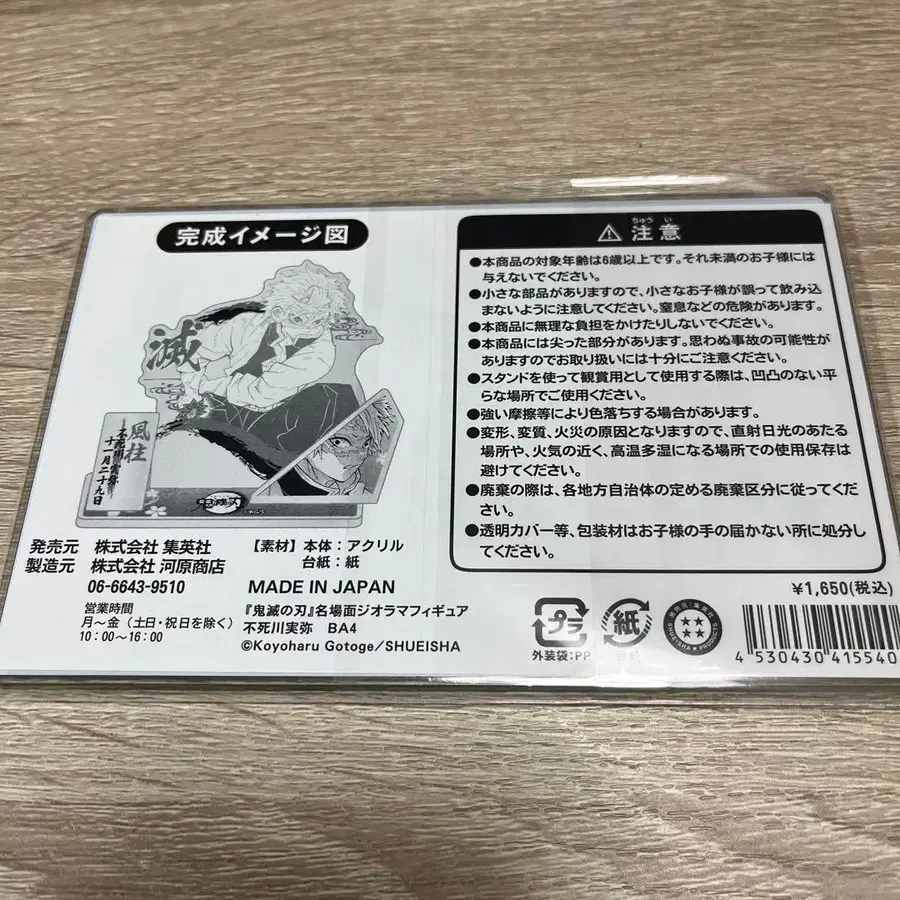 完成イメージ図
滅
風柱
不死川実弥
十一月二十九日
鬼滅の刃
©K.G./S
発売元 株式会社 集英社
製造元 株式会社 河原商店
06-6643-9510
営業時間
月～金（土日・祝日を除く）
10：00～16：00
【素材】本体：アクリル
台紙：紙
MADE IN JAPAN
『鬼滅の刃』名場面ジオラマフィギュア
不死川実弥 BA4
©Koyoharu Gotoge/SHUEISHA
ちゅう い
⚠ 注意
●本商品の対象年齢は6歳以上です。それ未満のお子様には
与えないでください。
●小さな部品がありますので、小さなお子様が誤って飲み込
まないように注意してください。窒息などの危険があります。
●本商品に無理な負担をかけたりしないでください。
●本商品には尖った部分があります。思わぬ事故の可能性が
ありますのでお取り扱いには十分にご注意ください。
●スタンドを使って観賞用として使用する際は、凹凸のない平
らな場所でご使用ください。
●強い摩擦等により色落ちする場合があります。
●変形、変質、火災の原因となりますので、直射日光のあたる
場所や、火気の近く、高温多湿になる場所での使用保存は
避けてください。
●廃棄の際は、各地方自治体の定める廃棄区分に従ってくだ
さい。
●透明カバー等、包装材はお子様の手の届かない所に処分し
てください。
¥1,650(税込)
プラ
外装袋：PP
紙
台紙
発売元／集英社
SHUEISHA PRODUCTS
4 530430 415540